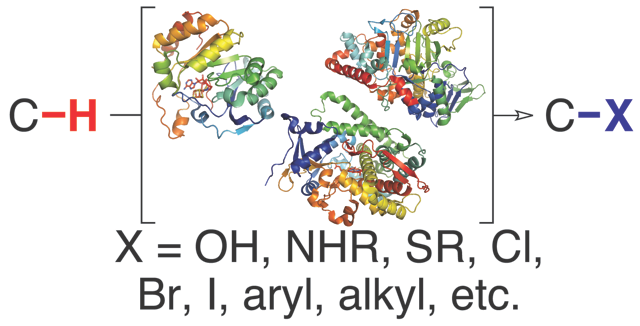 C–H
C–X
X = OH, NHR, SR, Cl,
Br, I, aryl, alkyl, etc.